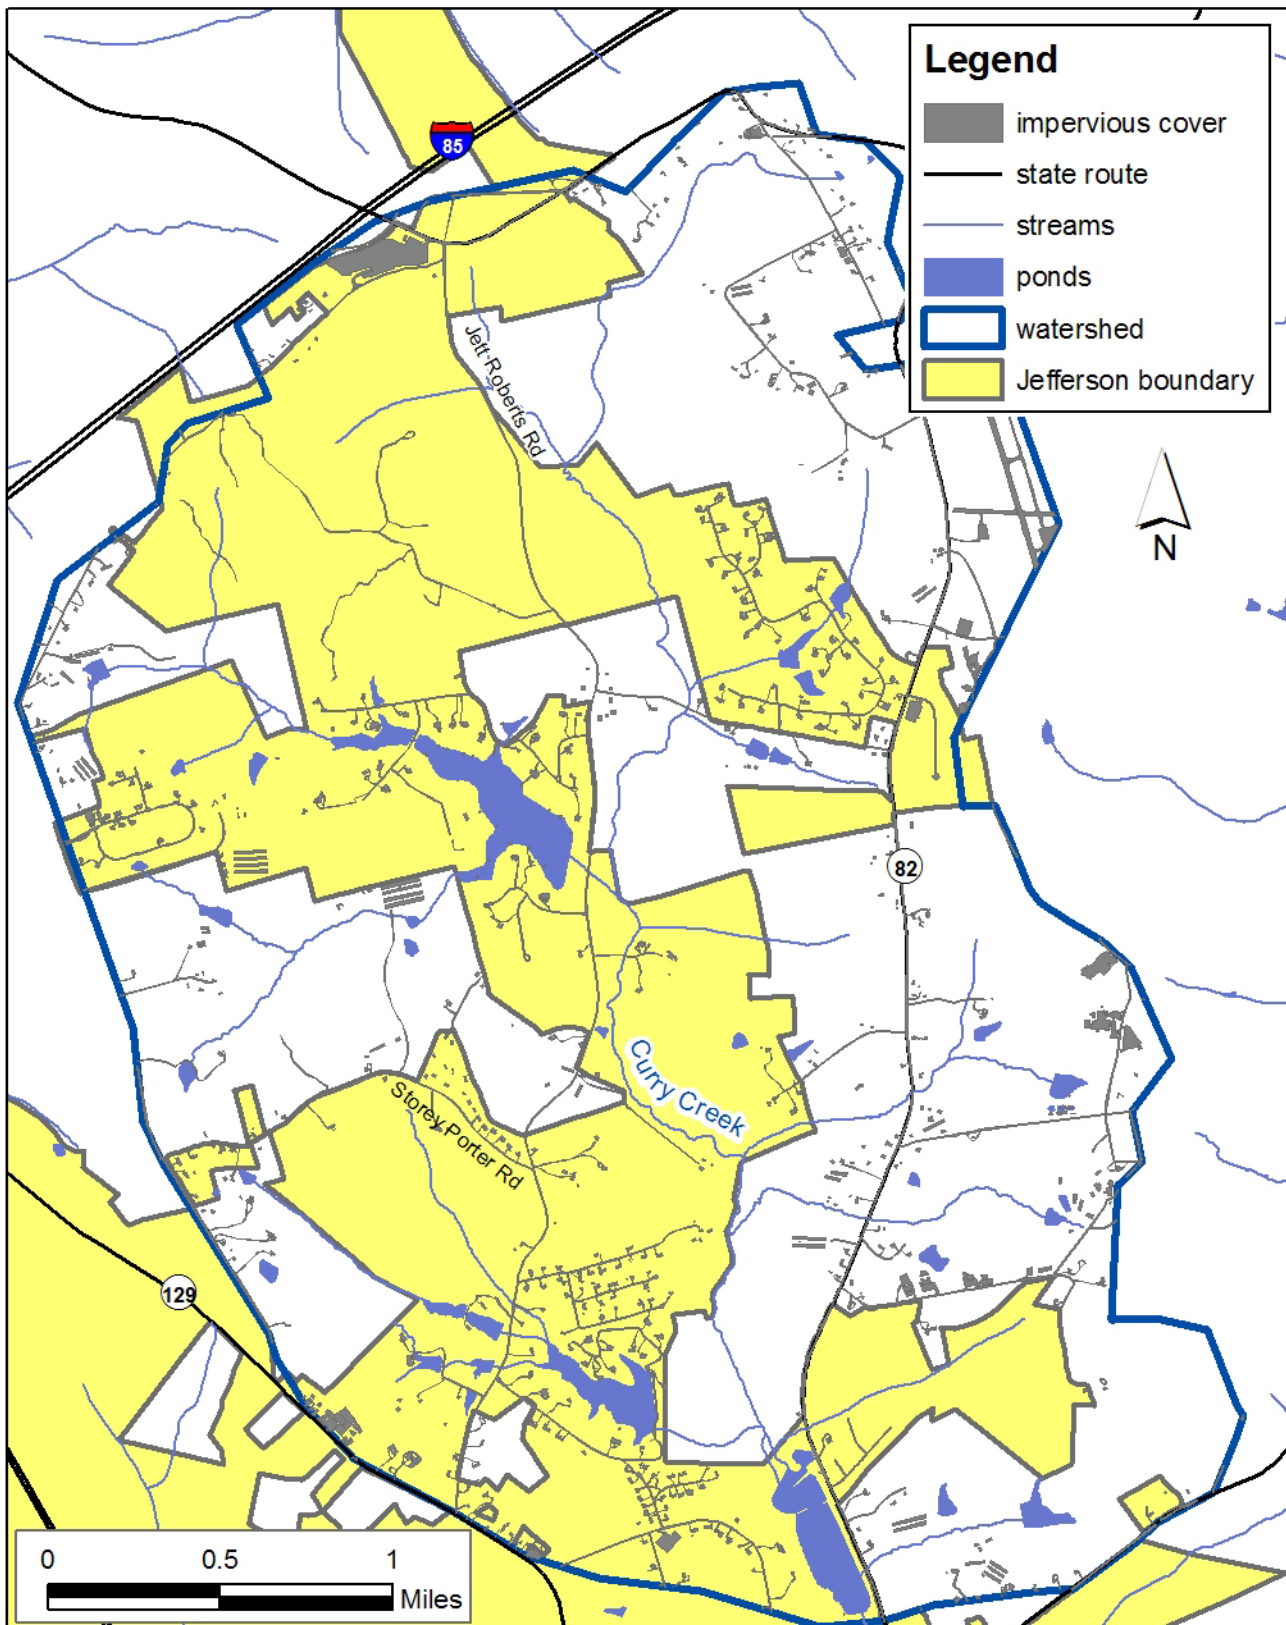 Legend
impervious cover
state route
streams
ponds
watershed
Jefferson boundary
85
Jett Roberts Rd
N
82
Curry Creek
Storey Porter Rd
129
0 0.5 1
Miles